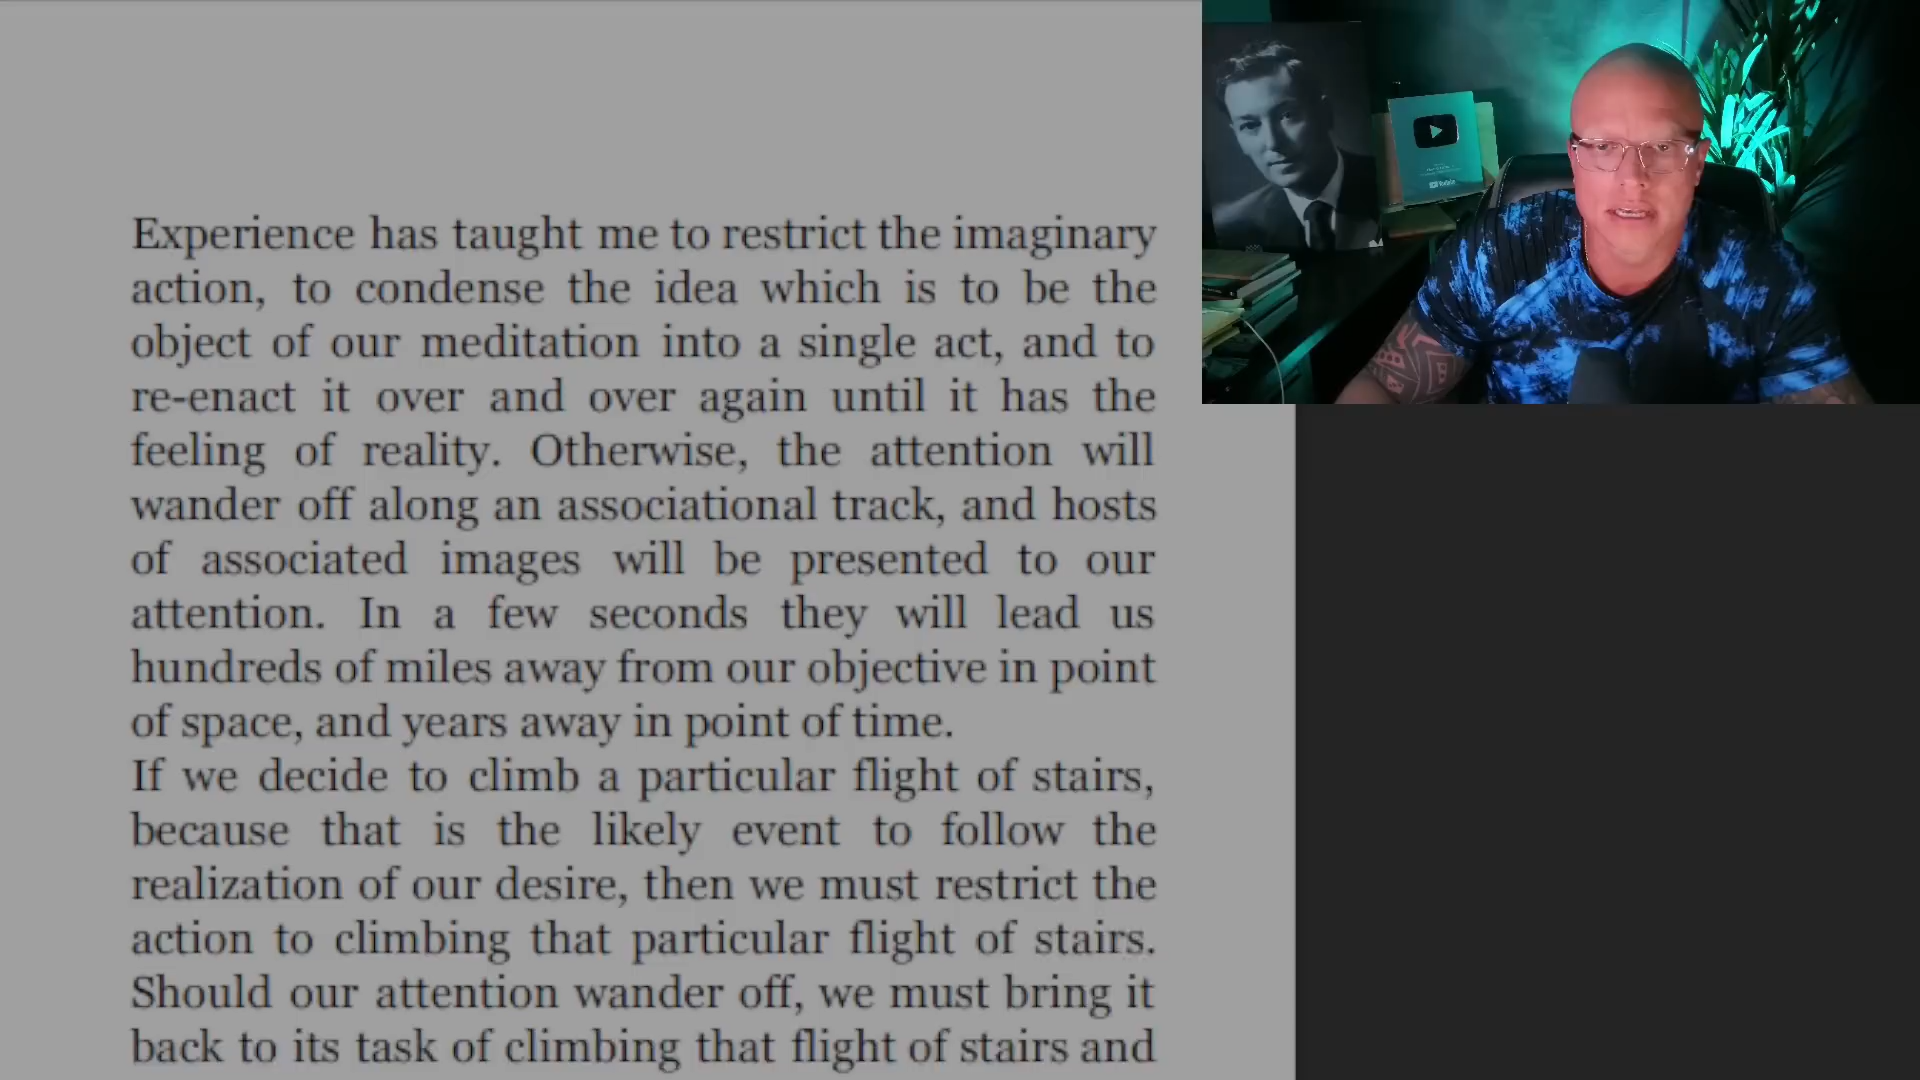 Experience has taught me to restrict the imaginary
action, to condense the idea which is to be the
object of our meditation into a single act, and to
re-enact it over and over again until it has the
feeling of reality. Otherwise, the attention will
wander off along an associational track, and hosts
of associated images will be presented to our
attention. In a few seconds they will lead us
hundreds of miles away from our objective in point
of space, and years away in point of time.
If we decide to climb a particular flight of stairs,
because that is the likely event to follow the
realization of our desire, then we must restrict the
action to climbing that particular flight of stairs.
Should our attention wander off, we must bring it
back to its task of climbing that flight of stairs and
YouTube